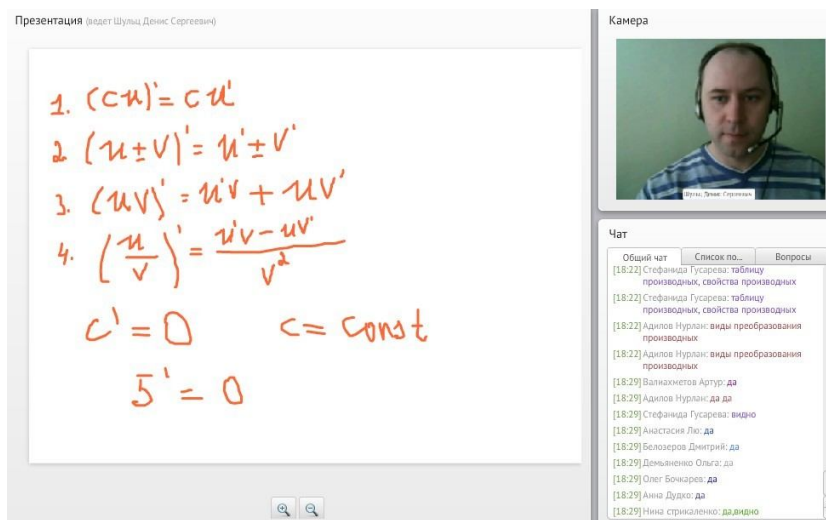 Презентация (ведет Шульц Денис Сергеевич)
1. (cu)' = cu'
2. (u±v)' = u'±v'
3. (uv)' = u'v + uv'
4. (u/v)' = (u'v − uv')/v²
c' = 0 c = const
5' = 0
Камера
Шульц Денис Сергеевич
Чат
Общий чат Список по... Вопросы
[18:22] Стефанида Гусарева: таблицу
производных, свойства производных
[18:22] Стефанида Гусарева: таблицу
производных, свойства производных
[18:22] Адилов Нурлан: виды преобразования
производных
[18:22] Адилов Нурлан: виды преобразования
производных
[18:29] Валиахметов Артур: да
[18:29] Адилов Нурлан: да да
[18:29] Стефанида Гусарева: видно
[18:29] Анастасия Лю: да
[18:29] Белозеров Дмитрий: да
[18:29] Демьяненко Ольга: да
[18:29] Олег Бочкарев: да
[18:29] Анна Дудко: да
[18:29] Нина стрикаленко: да,видно